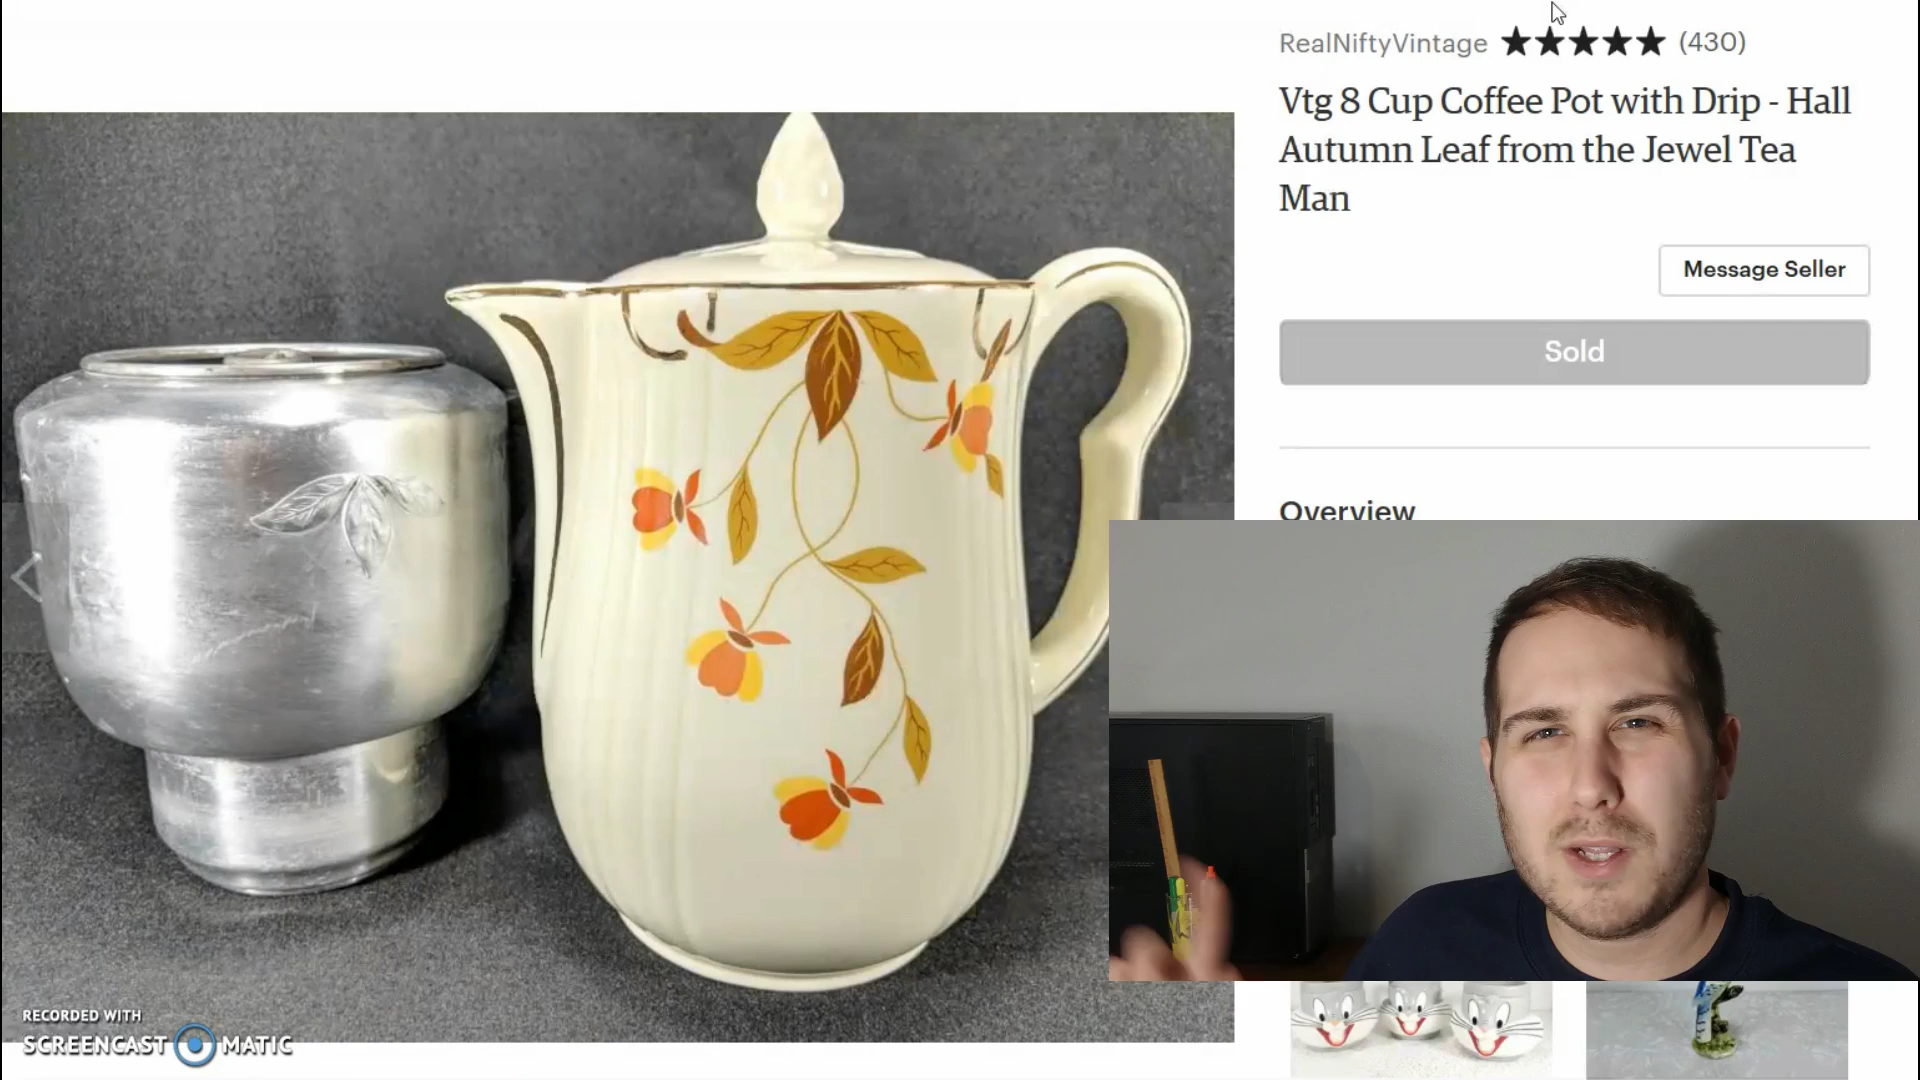 RealNiftyVintage ★★★★★ (430)
Vtg 8 Cup Coffee Pot with Drip - Hall
Autumn Leaf from the Jewel Tea
Man
Message Seller
Sold
Overview
RECORDED WITH
SCREENCAST MATIC